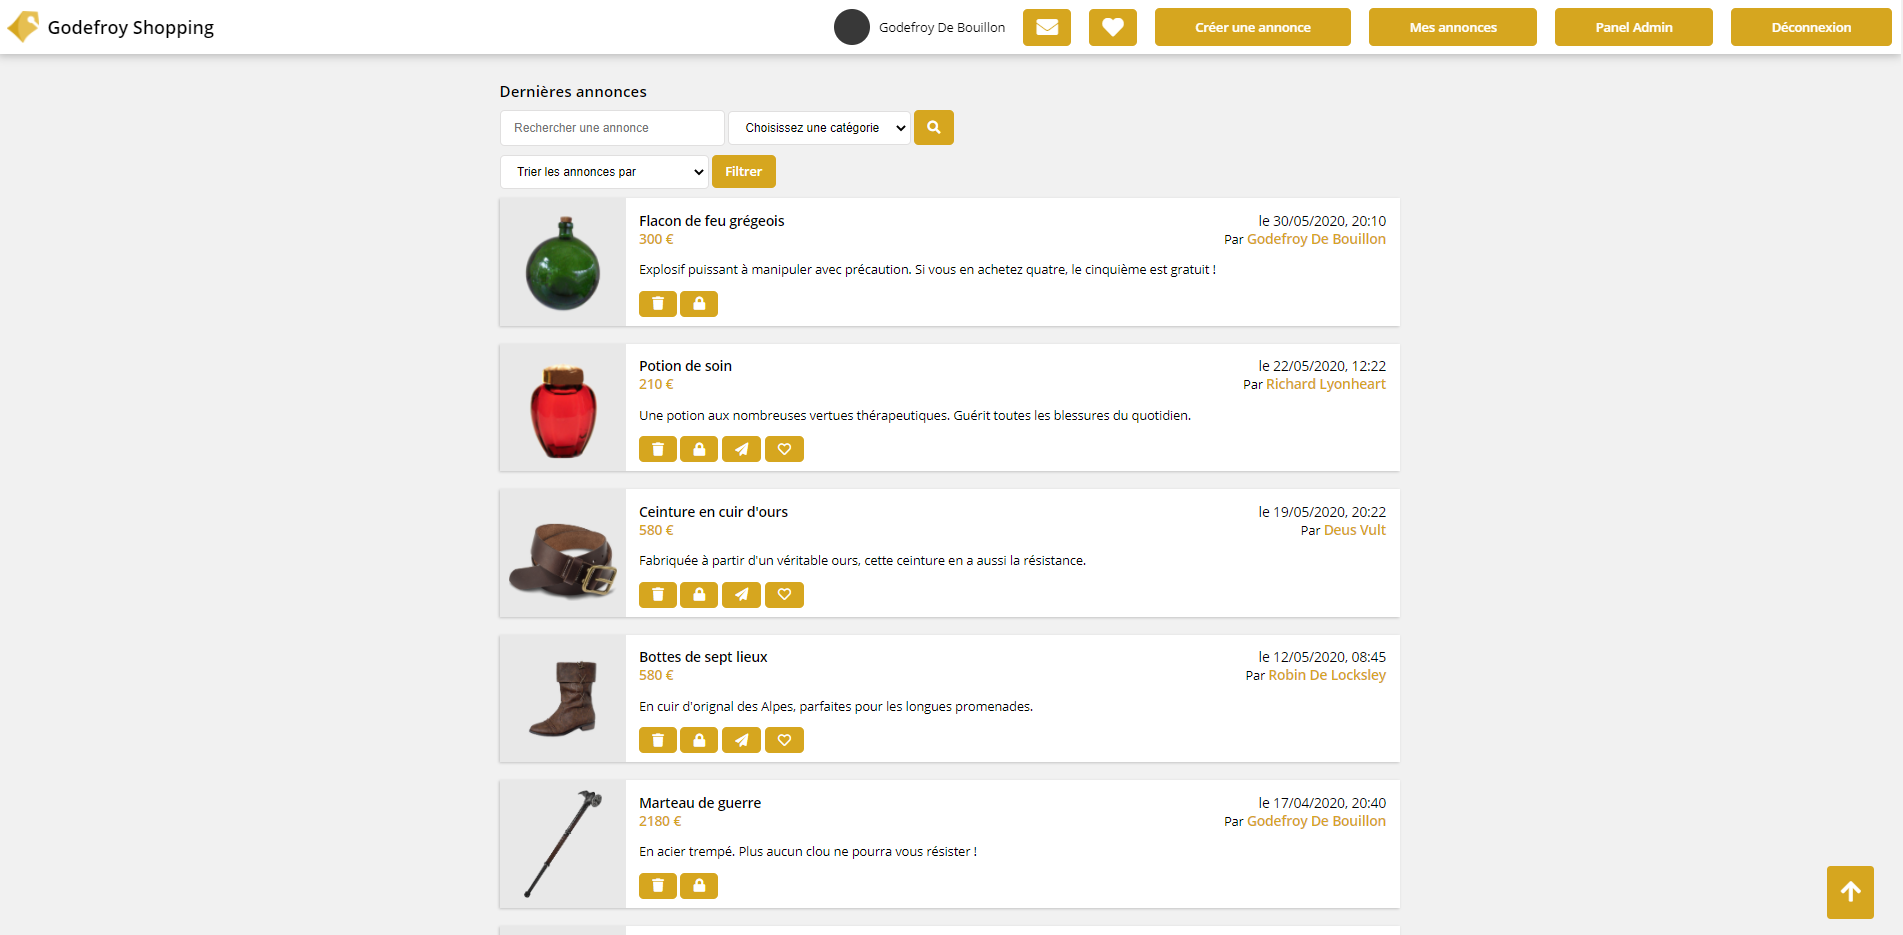 Godefroy Shopping
Godefroy De Bouillon
Créer une annonce
Mes annonces
Panel Admin
Déconnexion
Dernières annonces
Rechercher une annonce
Choisissez une catégorie
Trier les annonces par
Filtrer
Flacon de feu grégeois
le 30/05/2020, 20:10
300 €
Par Godefroy De Bouillon
Explosif puissant à manipuler avec précaution. Si vous en achetez quatre, le cinquième est gratuit !
Potion de soin
le 22/05/2020, 12:22
210 €
Par Richard Lyonheart
Une potion aux nombreuses vertues thérapeutiques. Guérit toutes les blessures du quotidien.
Ceinture en cuir d'ours
le 19/05/2020, 20:22
580 €
Par Deus Vult
Fabriquée à partir d'un véritable ours, cette ceinture en a aussi la résistance.
Bottes de sept lieux
le 12/05/2020, 08:45
580 €
Par Robin De Locksley
En cuir d'orignal des Alpes, parfaites pour les longues promenades.
Marteau de guerre
le 17/04/2020, 20:40
2180 €
Par Godefroy De Bouillon
En acier trempé. Plus aucun clou ne pourra vous résister !